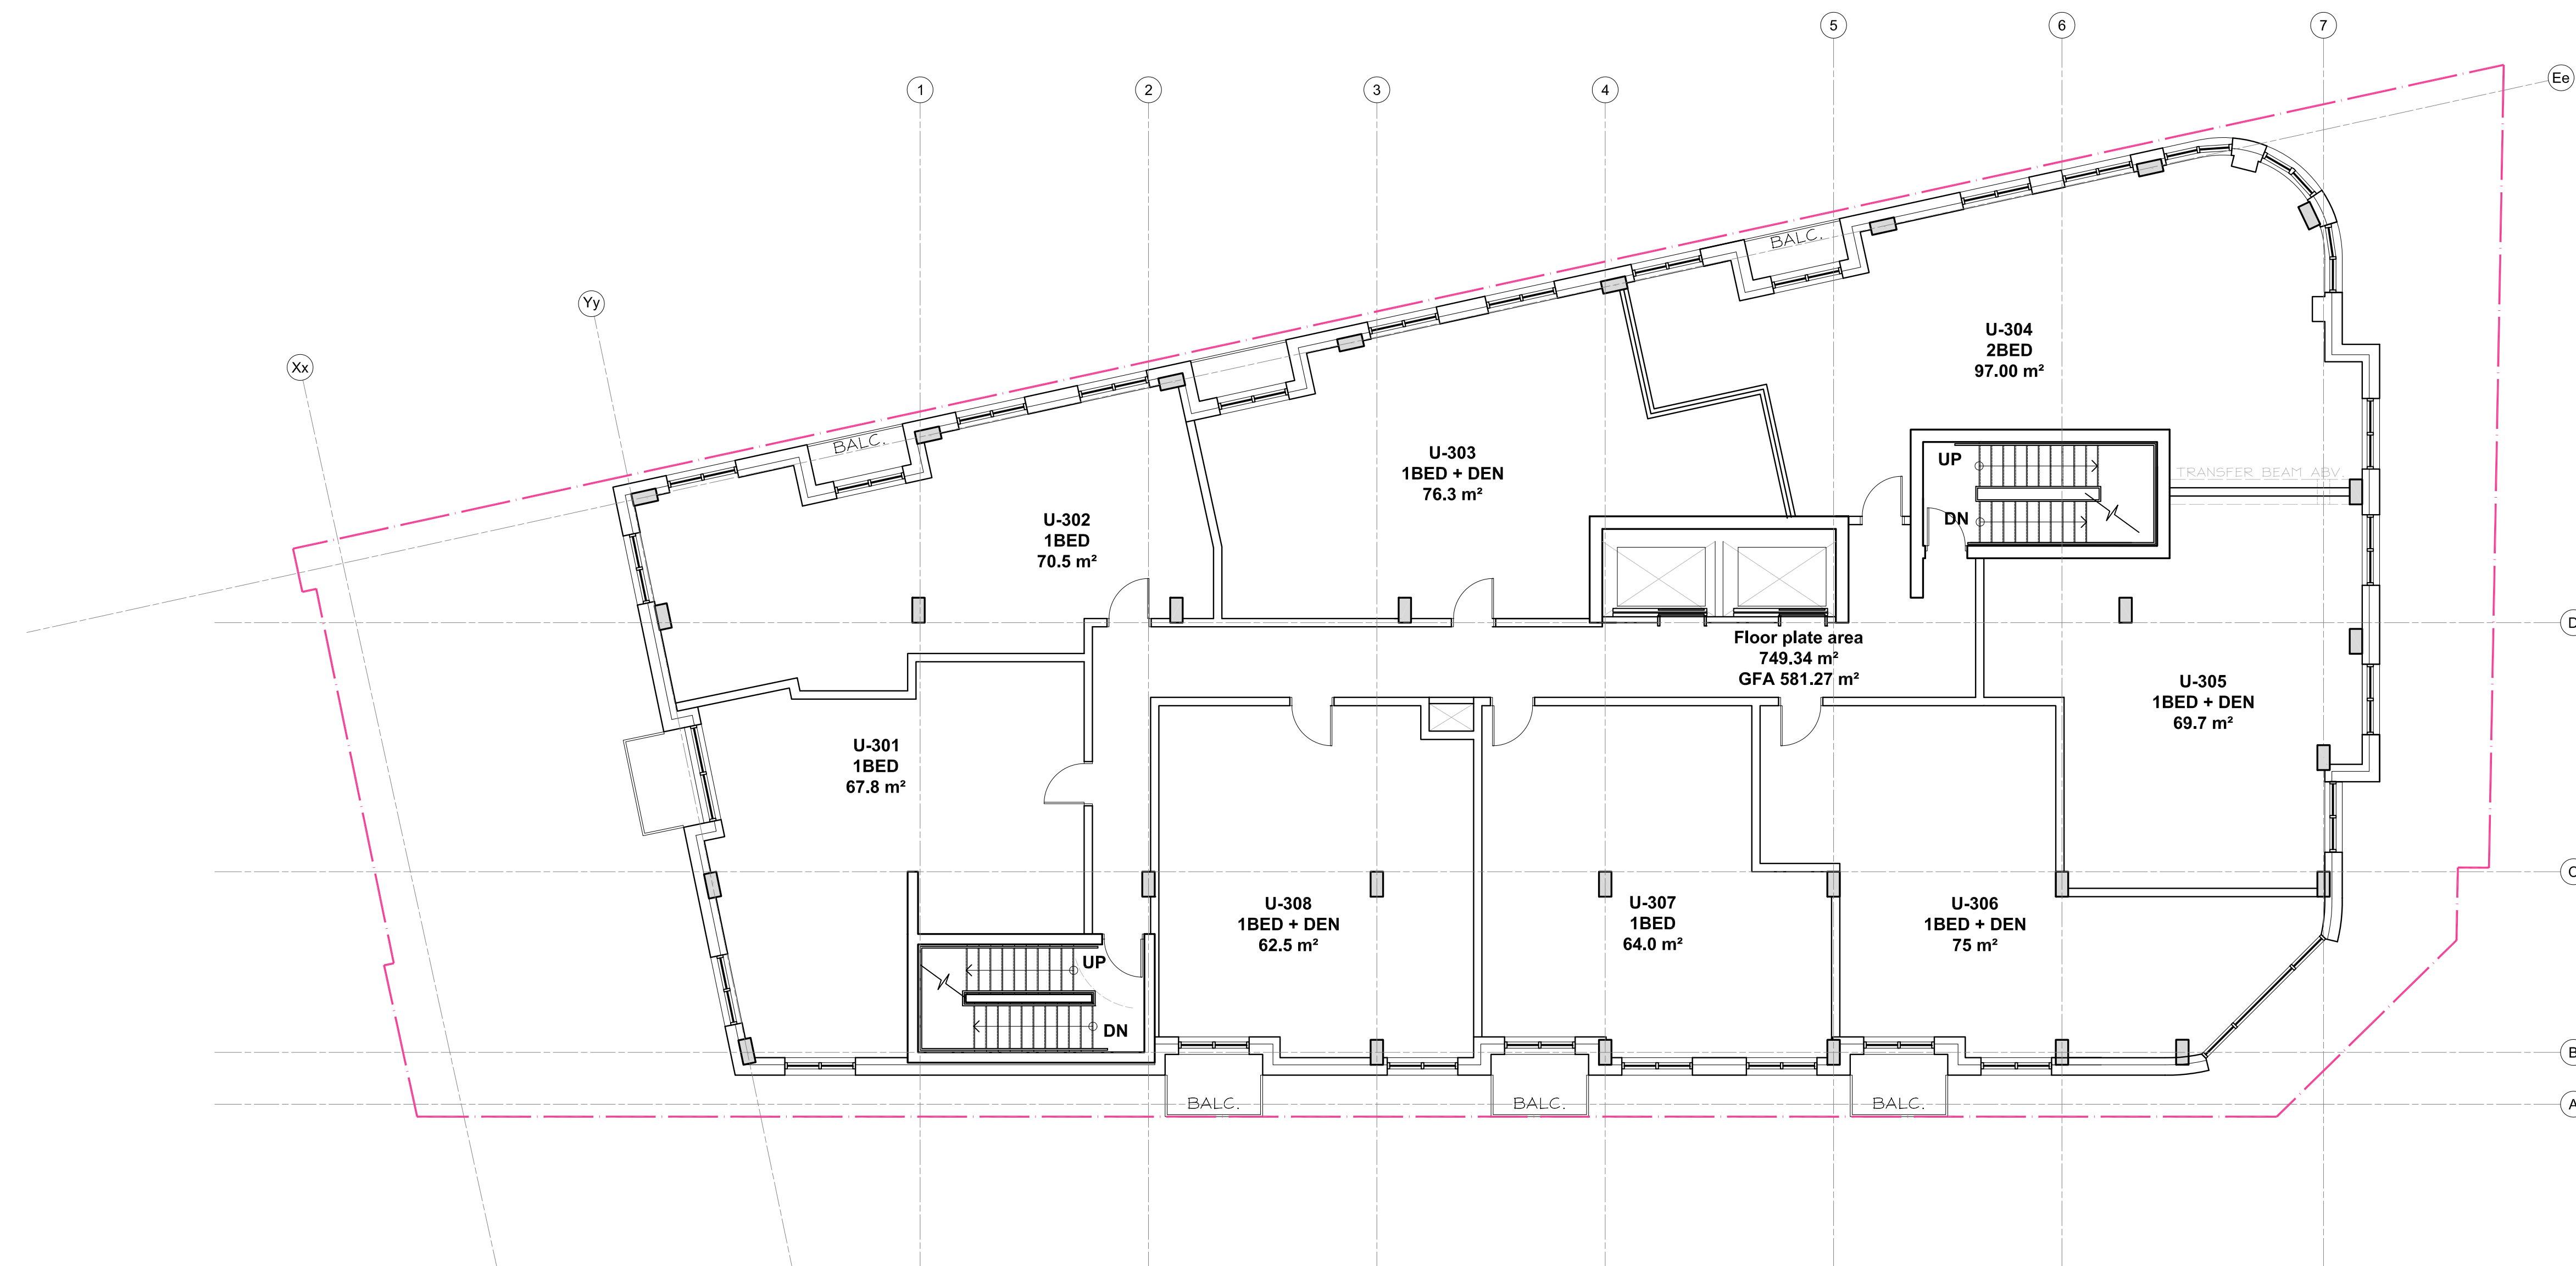 5
6
7
Ee
1
2
3
4
BALC.
Yy
U-304
2BED
97.00 m²
Xx
BALC.
U-303
1BED + DEN
76.3 m²
UP
TRANSFER BEAM ABV.
U-302
1BED
70.5 m²
DN
D
Floor plate area
749.34 m²
GFA 581.27 m²
U-305
1BED + DEN
69.7 m²
U-301
1BED
67.8 m²
C
U-308
1BED + DEN
62.5 m²
U-307
1BED
64.0 m²
U-306
1BED + DEN
75 m²
UP
DN
B
BALC.
BALC.
BALC.
A